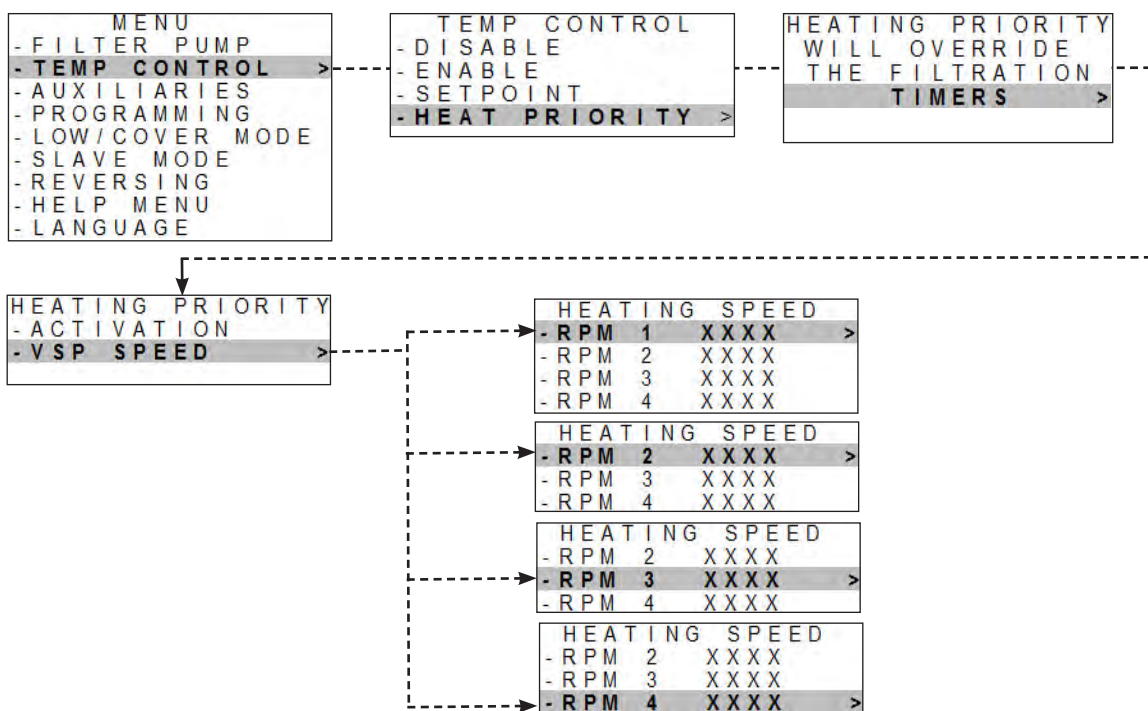 MENU
- FILTER PUMP
- TEMP CONTROL >
- AUXILIARIES
- PROGRAMMING
- LOW/COVER MODE
- SLAVE MODE
- REVERSING
- HELP MENU
- LANGUAGE
TEMP CONTROL
- DISABLE
- ENABLE
- SETPOINT
- HEAT PRIORITY >
HEATING PRIORITY
WILL OVERRIDE
THE FILTRATION
TIMERS >
HEATING PRIORITY
- ACTIVATION
- VSP SPEED >
HEATING SPEED
- RPM 1 XXXX >
- RPM 2 XXXX
- RPM 3 XXXX
- RPM 4 XXXX
HEATING SPEED
- RPM 2 XXXX >
- RPM 3 XXXX
- RPM 4 XXXX
HEATING SPEED
- RPM 2 XXXX
- RPM 3 XXXX >
- RPM 4 XXXX
HEATING SPEED
- RPM 2 XXXX
- RPM 3 XXXX
- RPM 4 XXXX >